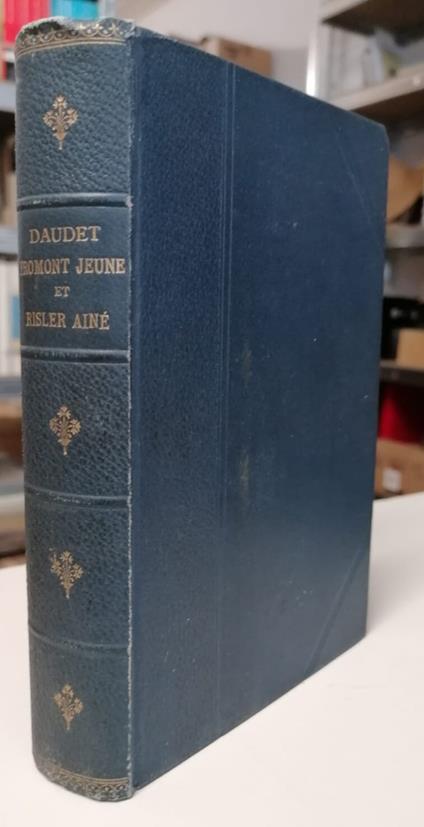 DAUDET
FROMONT JEUNE
ET
RISLER AINÉ